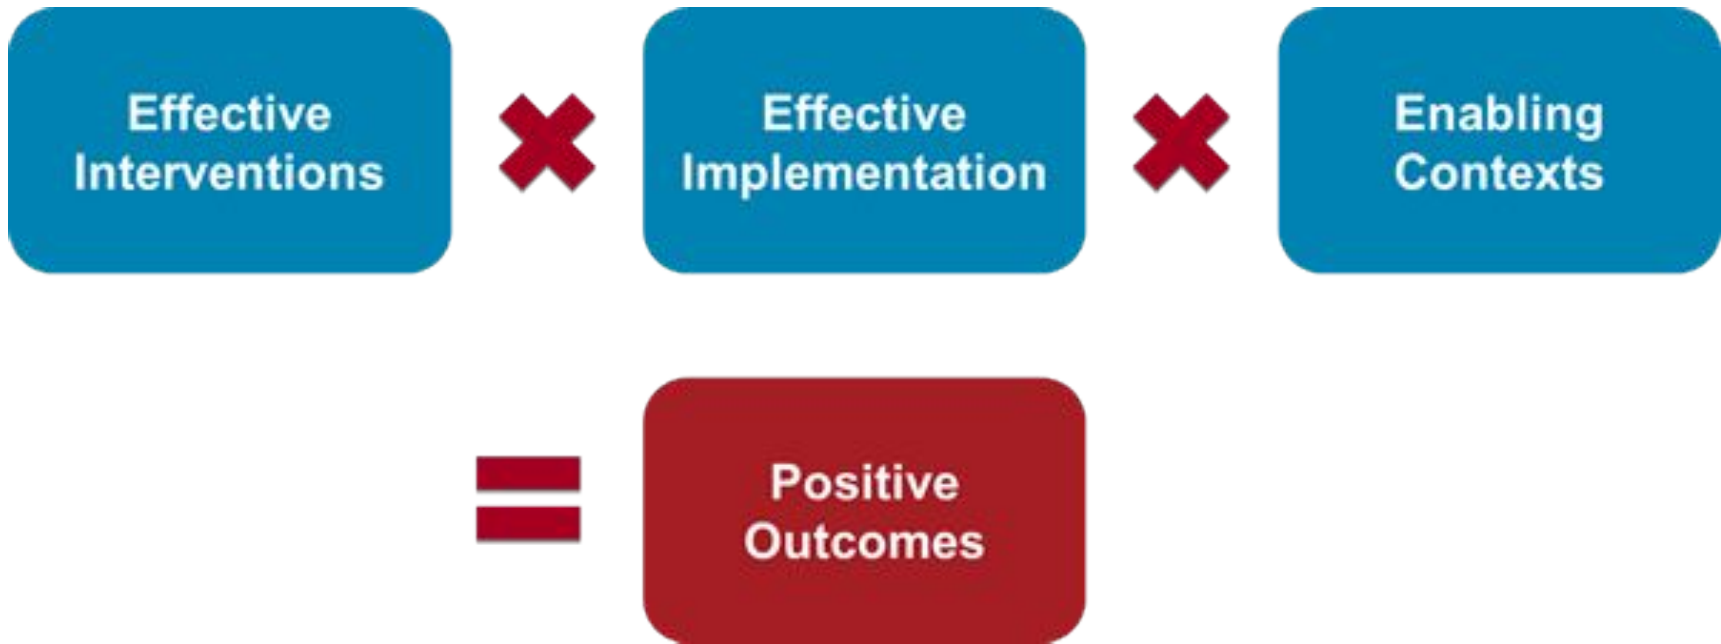 Effective
Interventions
Effective
Implementation
Enabling
Contexts
Positive
Outcomes